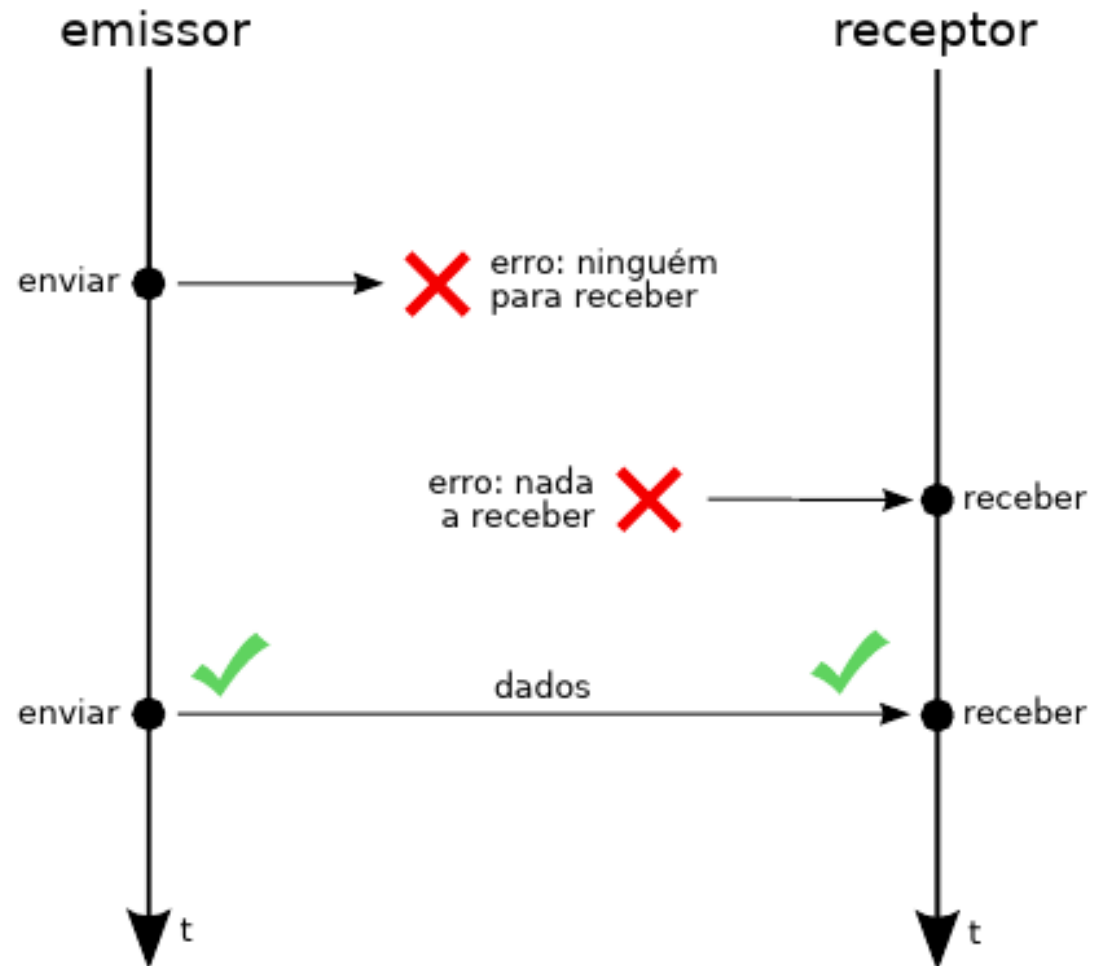 emissor
receptor
enviar
erro: ninguém
para receber
erro: nada
a receber
receber
enviar
dados
receber
t
t